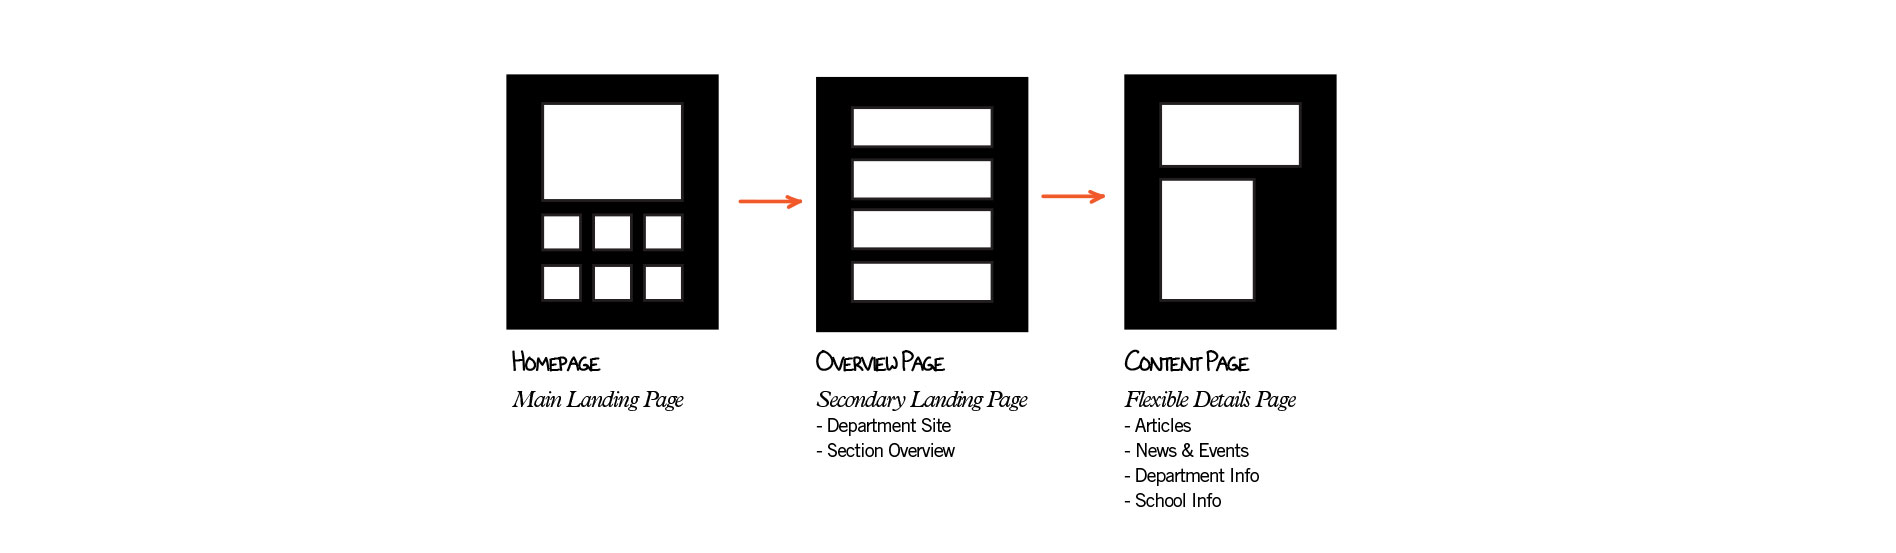 Homepage
Main Landing Page
Overview Page
Secondary Landing Page
- Department Site
- Section Overview
Content Page
Flexible Details Page
- Articles
- News & Events
- Department Info
- School Info